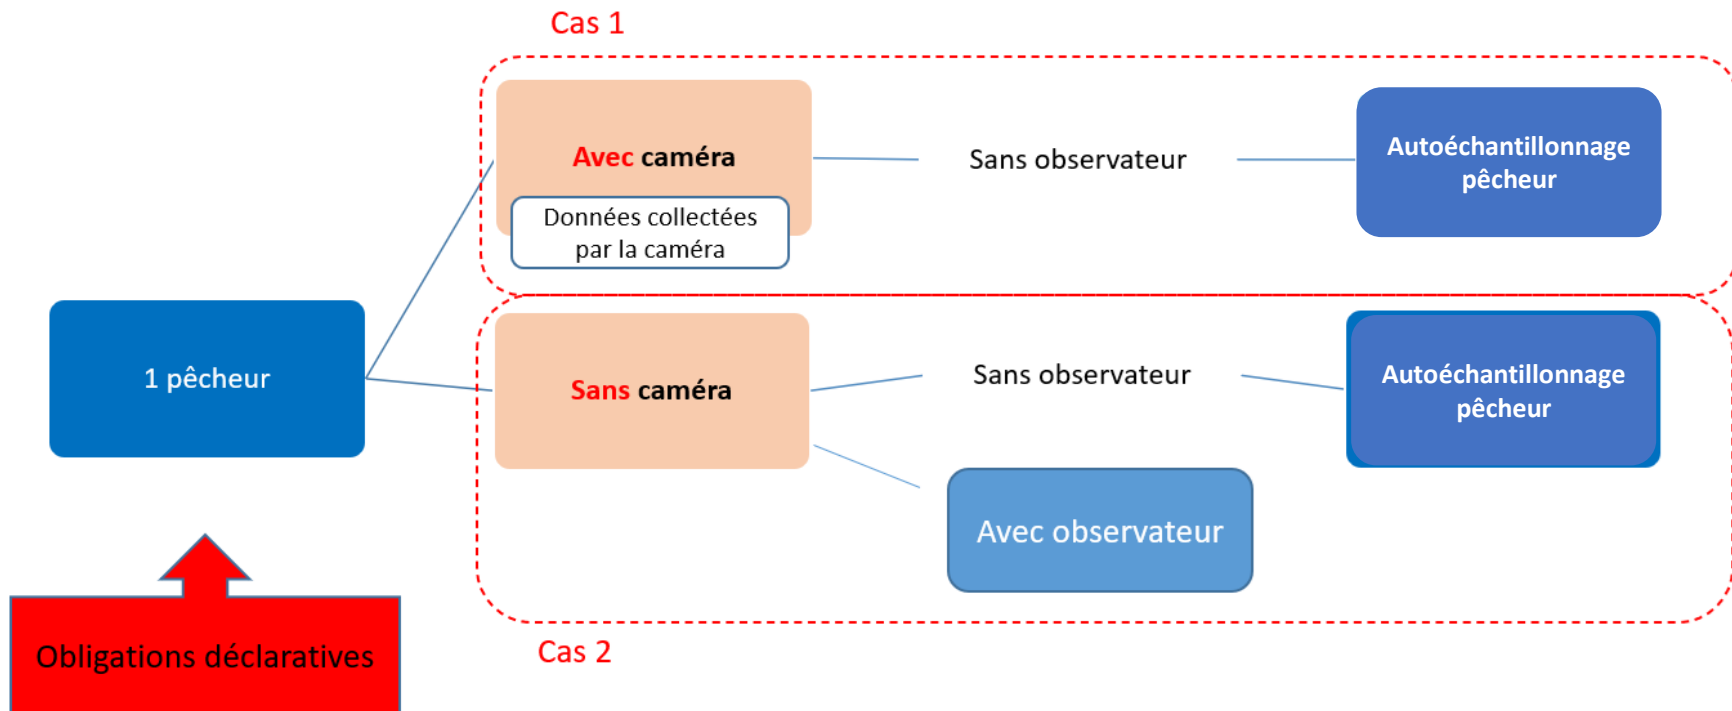 Cas 1
Avec caméra
Données collectées
par la caméra
Sans observateur
Autoéchantillonnage
pêcheur
1 pêcheur
Sans caméra
Sans observateur
Autoéchantillonnage
pêcheur
Avec observateur
Obligations déclaratives
Cas 2